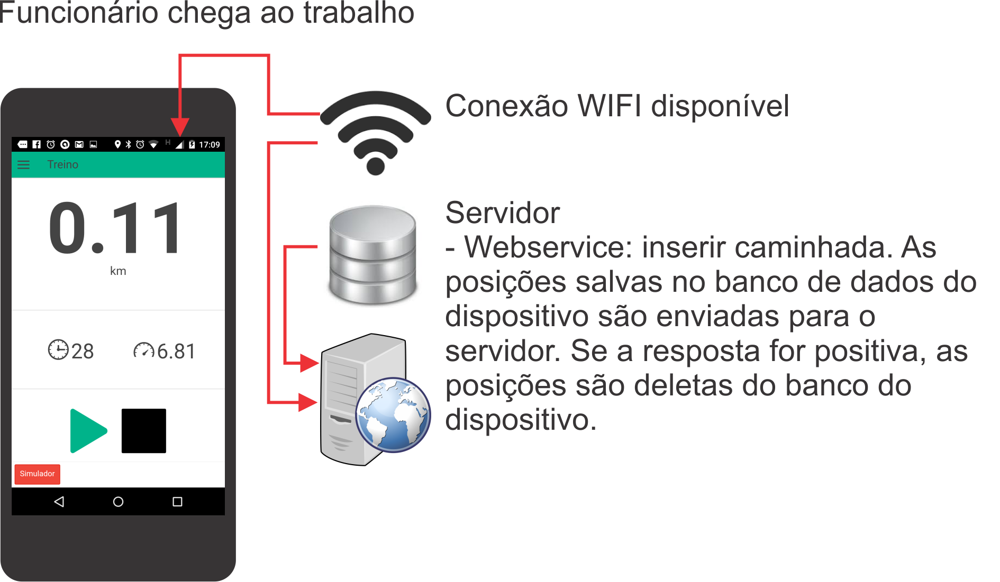 Funcionário chega ao trabalho
Conexão WIFI disponível
H
17:09
Treino
0.11
km
28
6.81
Simulador
Servidor
- Webservice: inserir caminhada. As
posições salvas no banco de dados do
dispositivo são enviadas para o
servidor. Se a resposta for positiva, as
posições são deletas do banco do
dispositivo.